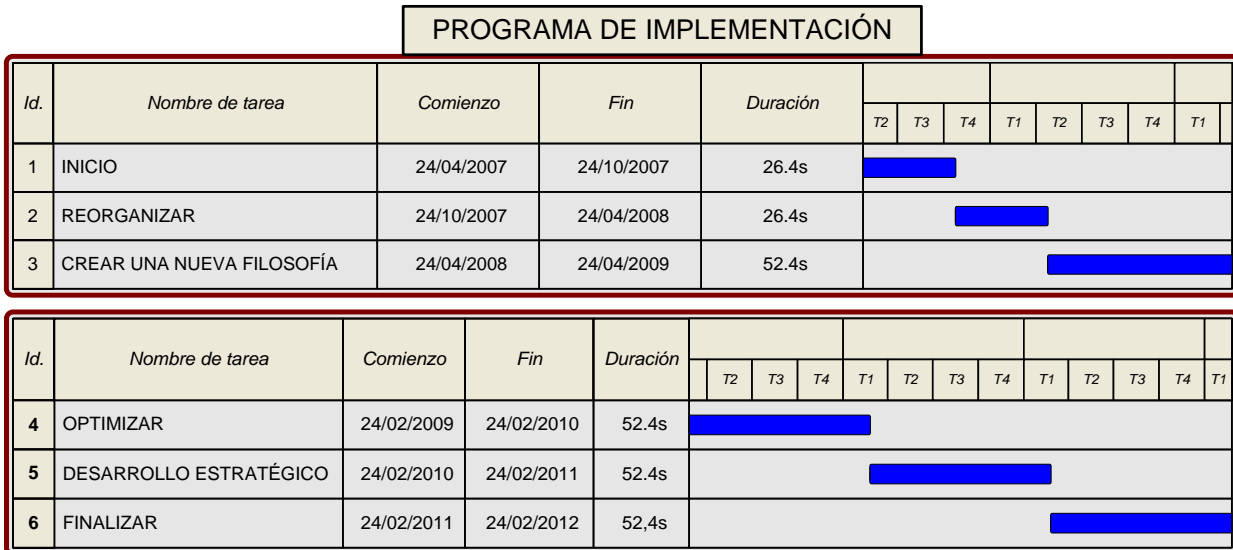 PROGRAMA DE IMPLEMENTACIÓN
Id. Nombre de tarea Comienzo Fin Duración
T2 T3 T4 T1 T2 T3 T4 T1
1 INICIO 24/04/2007 24/10/2007 26.4s
2 REORGANIZAR 24/10/2007 24/04/2008 26.4s
3 CREAR UNA NUEVA FILOSOFÍA 24/04/2008 24/04/2009 52.4s
Id. Nombre de tarea Comienzo Fin Duración
T2 T3 T4 T1 T2 T3 T4 T1 T2 T3 T4 T1
4 OPTIMIZAR 24/02/2009 24/02/2010 52.4s
5 DESARROLLO ESTRATÉGICO 24/02/2010 24/02/2011 52.4s
6 FINALIZAR 24/02/2011 24/02/2012 52,4s